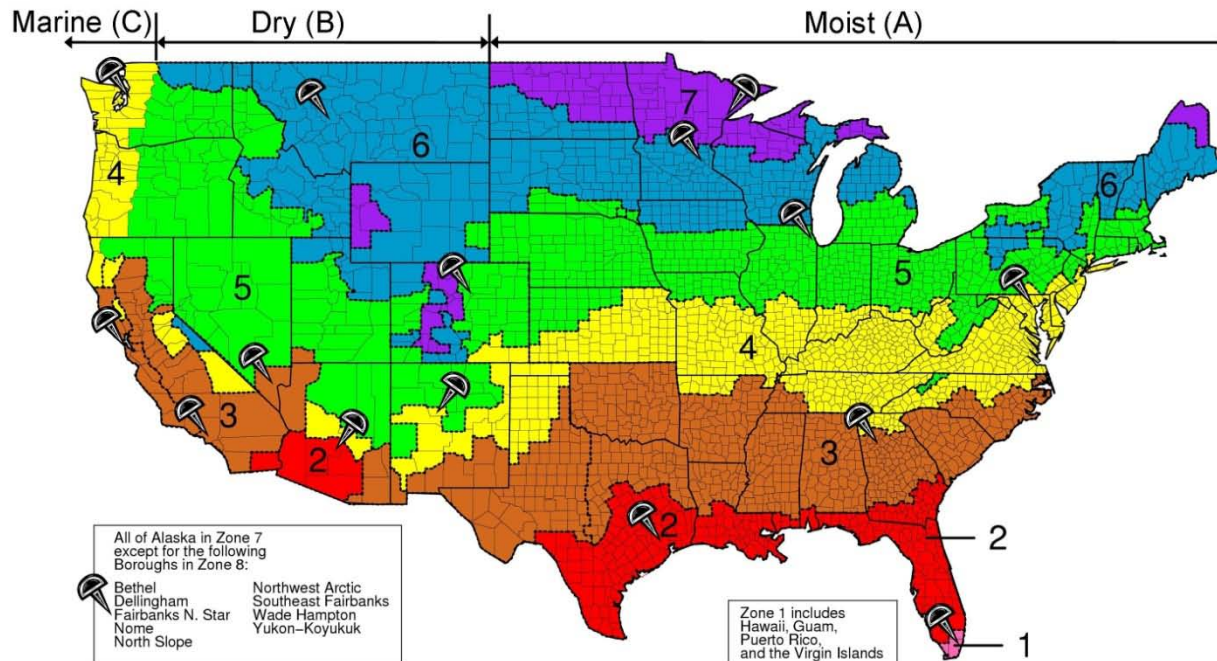 Marine (C)
Dry (B)
Moist (A)
7
6
4
6
5
5
4
3
3
2
2
2
1
All of Alaska in Zone 7
except for the following
Boroughs in Zone 8:
Bethel
Dellingham
Fairbanks N. Star
Nome
North Slope
Northwest Arctic
Southeast Fairbanks
Wade Hampton
Yukon-Koyukuk
Zone 1 includes
Hawaii, Guam,
Puerto Rico,
and the Virgin Islands